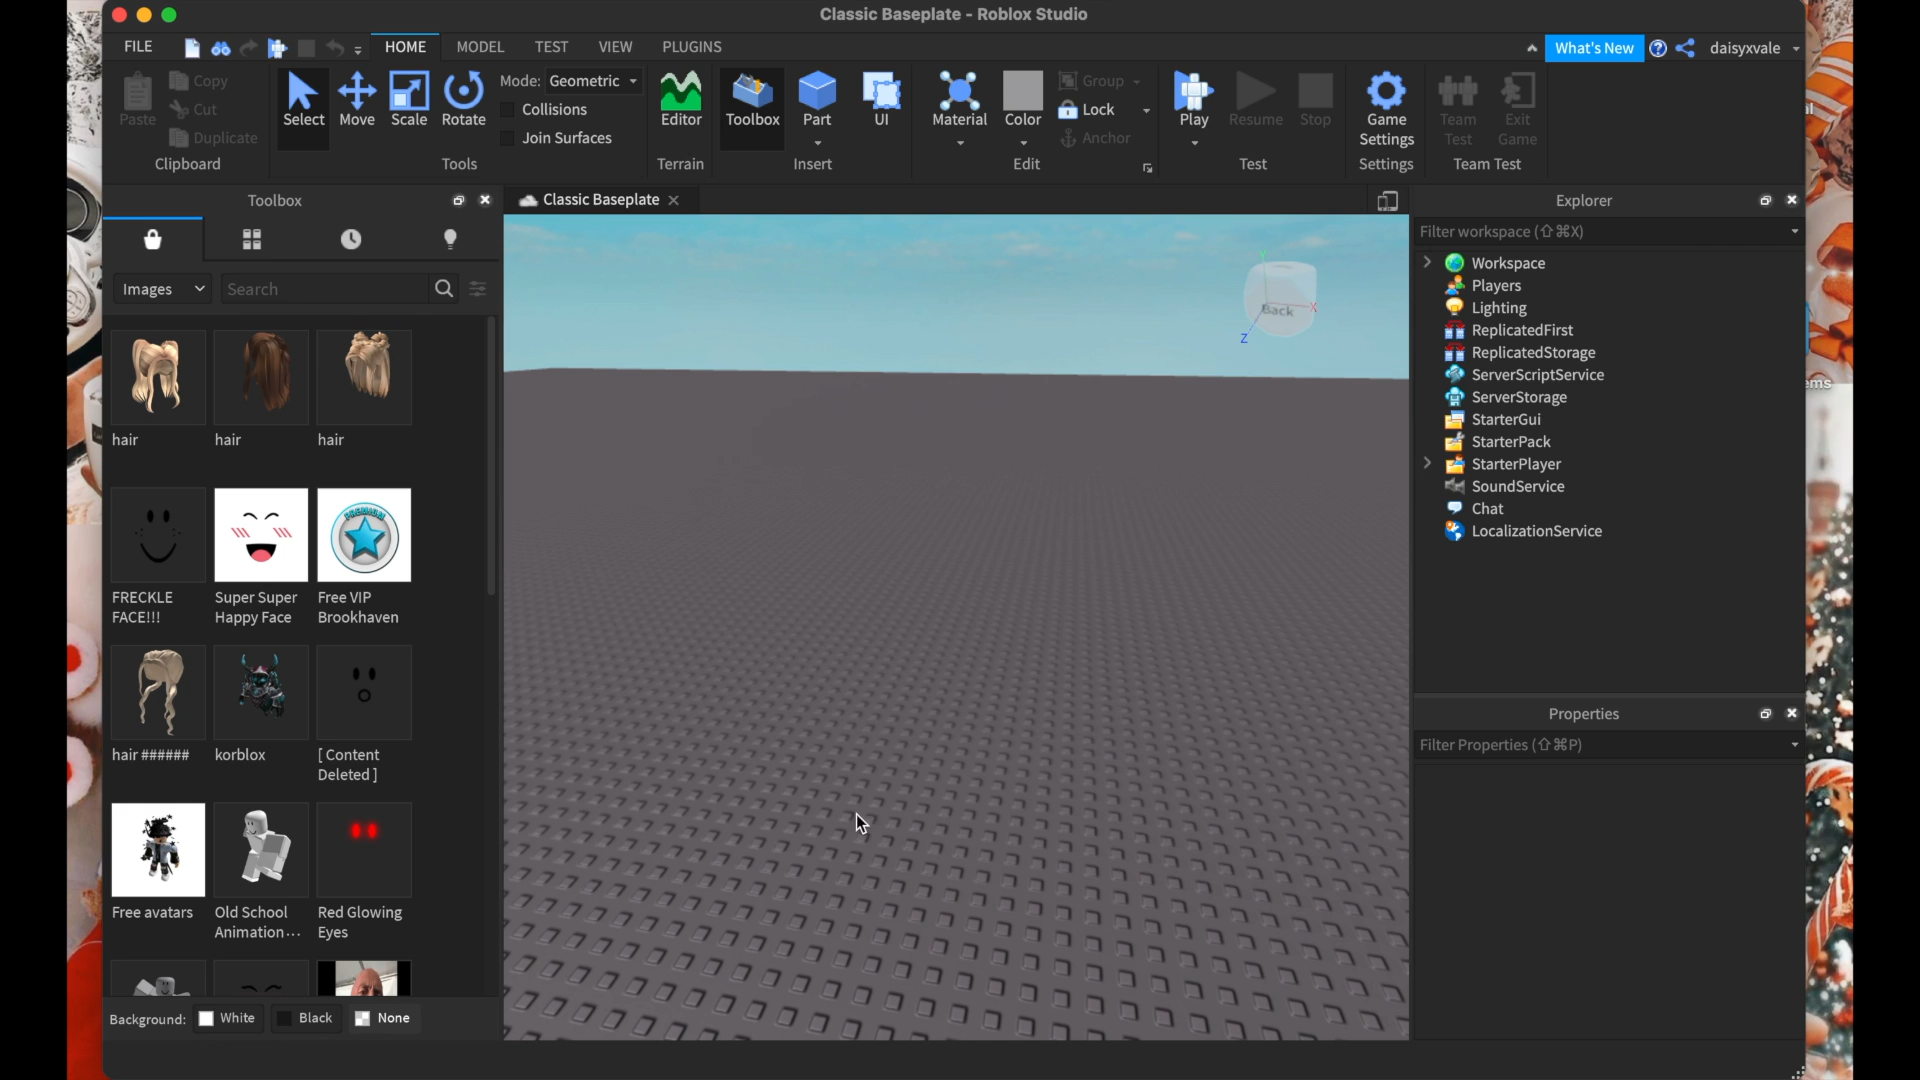 Classic Baseplate - Roblox Studio
FILE
HOME
MODEL
TEST
VIEW
PLUGINS
What's New
daisyxvale
Paste
Copy
Cut
Duplicate
Clipboard
Select
Move
Scale
Rotate
Mode: Geometric
Collisions
Join Surfaces
Tools
Editor
Terrain
Toolbox
Part
UI
Insert
Material
Color
Group
Lock
Anchor
Edit
Play
Resume
Stop
Test
Game
Settings
Settings
Team
Test
Exit
Game
Team Test
Toolbox
Images
Search
hair
hair
hair
FRECKLE
FACE!!!
Super Super
Happy Face
PREMIUM
Free VIP
Brookhaven
hair ######
korblox
[ Content
Deleted ]
Free avatars
Old School
Animation...
Red Glowing
Eyes
Background:
White
Black
None
Classic Baseplate
Y
X
Back
Z
Explorer
Filter workspace (⇧⌘X)
Workspace
Players
Lighting
ReplicatedFirst
ReplicatedStorage
ServerScriptService
ServerStorage
StarterGui
StarterPack
StarterPlayer
SoundService
Chat
LocalizationService
Properties
Filter Properties (⇧⌘P)